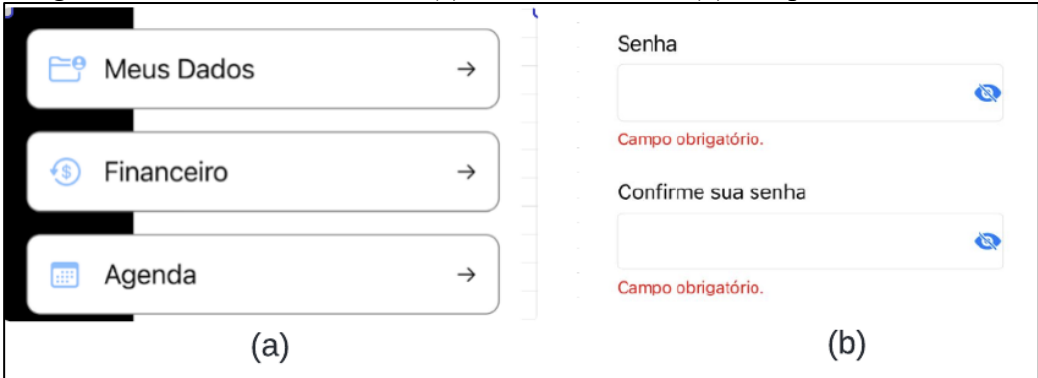 Meus Dados
Financeiro
Agenda
(a)
Senha
Campo obrigatório.
Confirme sua senha
Campo obrigatório.
(b)